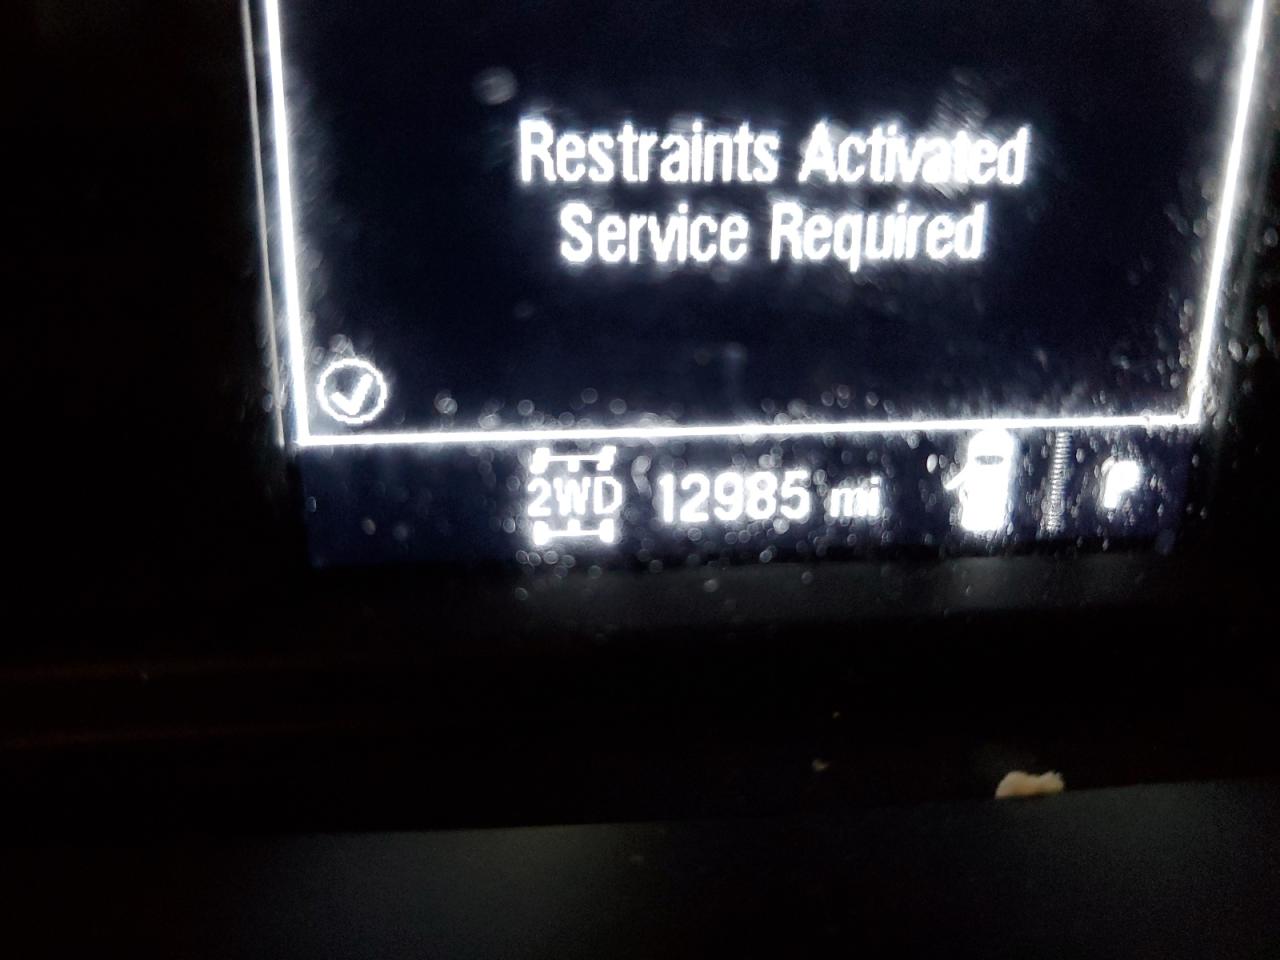 Restraints Activated
Service Required
2WD 12985 mi P